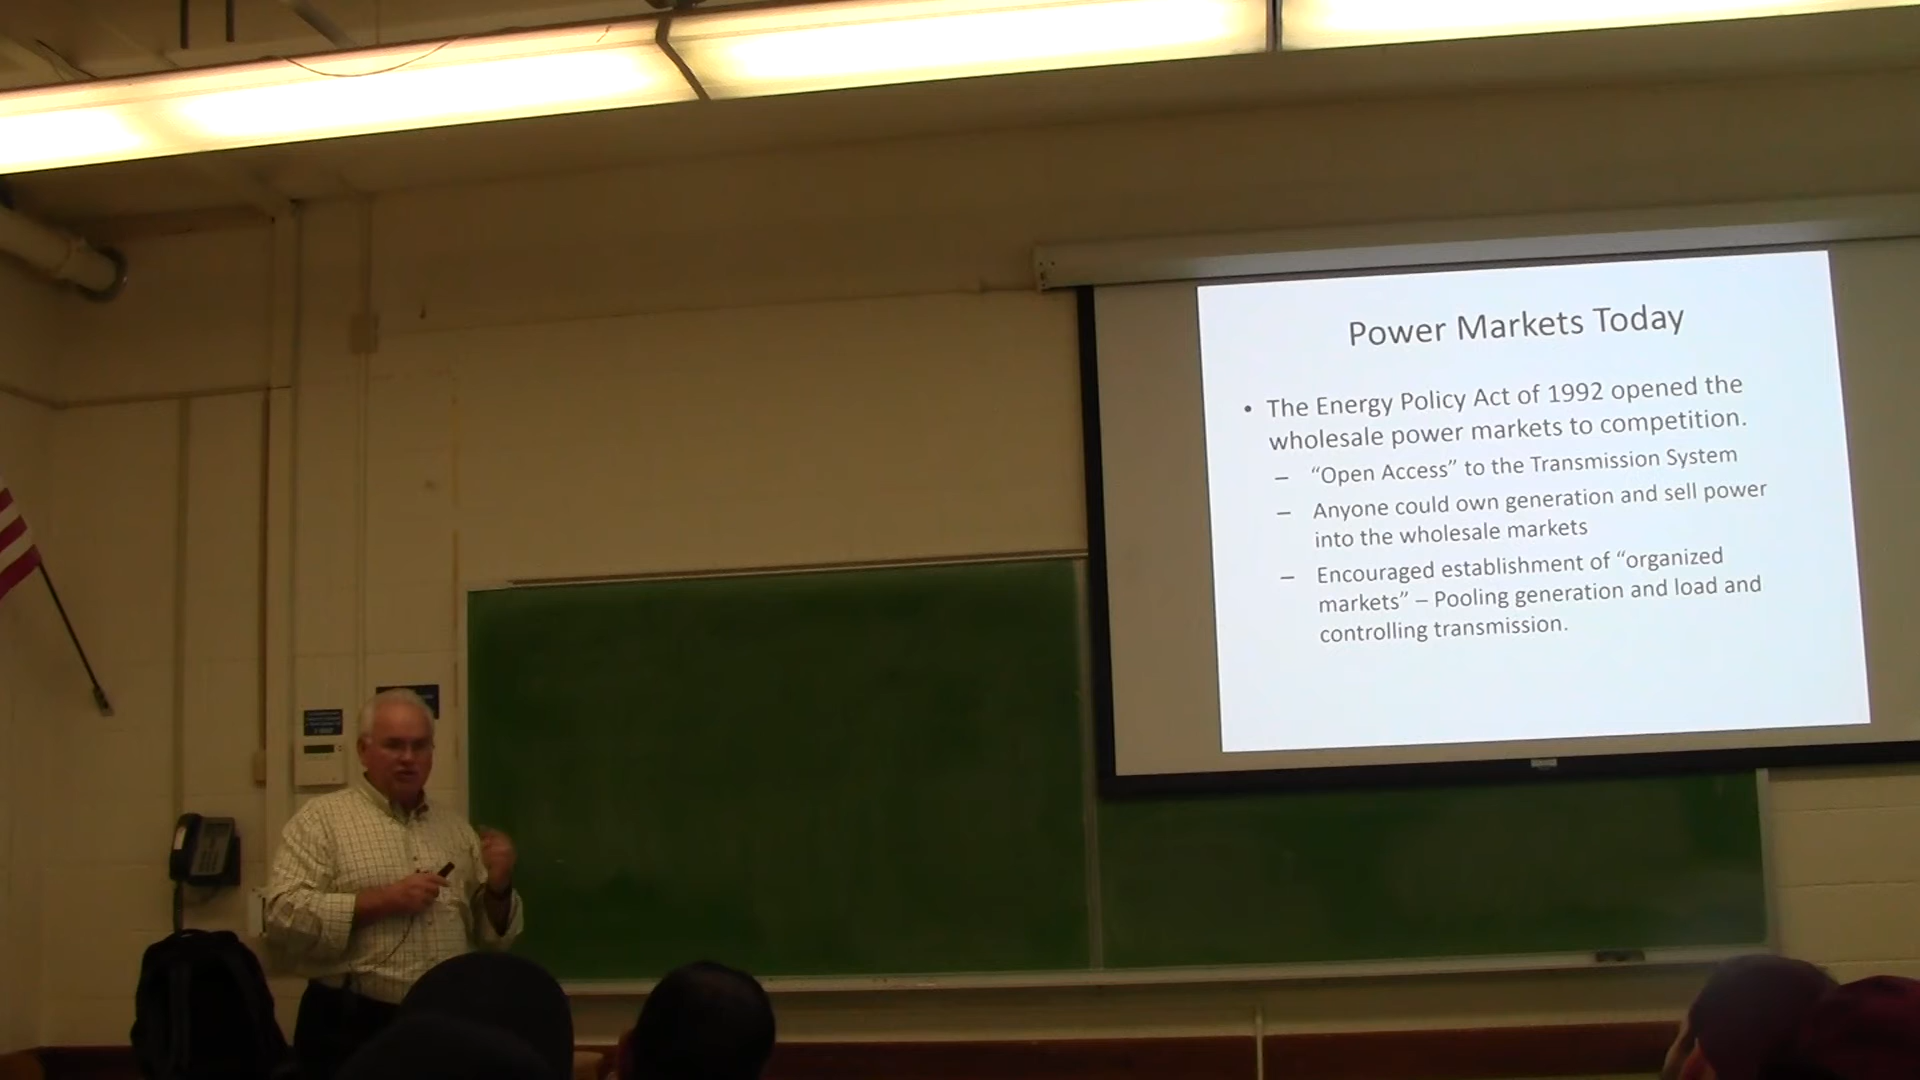 Power Markets Today
• The Energy Policy Act of 1992 opened the
wholesale power markets to competition.
– “Open Access” to the Transmission System
– Anyone could own generation and sell power
into the wholesale markets
– Encouraged establishment of “organized
markets” – Pooling generation and load and
controlling transmission.